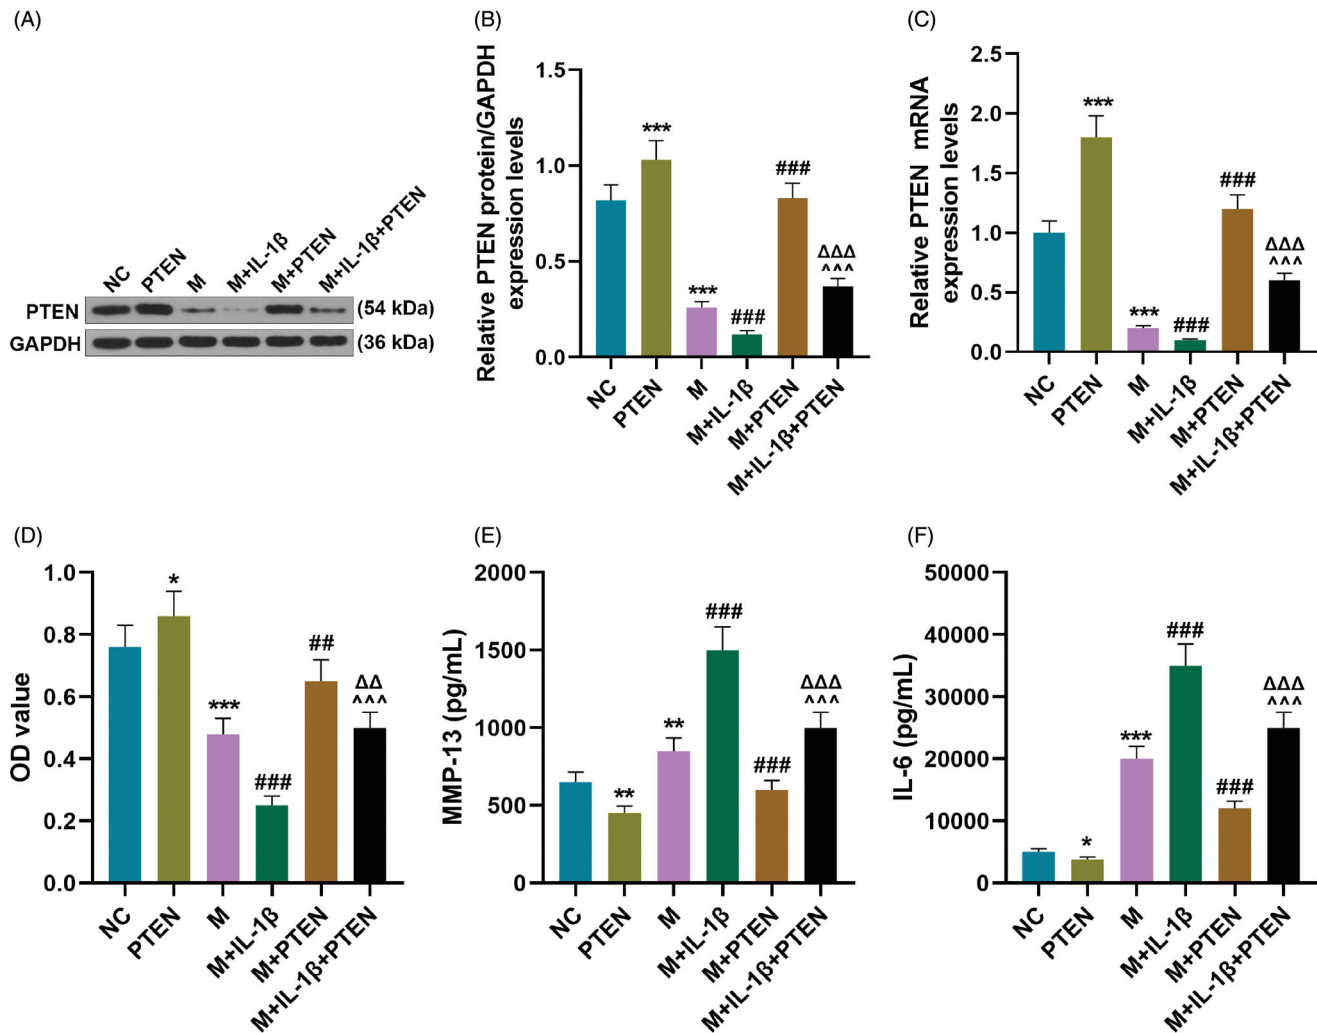 (A)
NC PTEN M M+IL-1β M+PTEN M+IL-1β+PTEN
PTEN (54 kDa)
GAPDH (36 kDa)
(B)
Relative PTEN protein/GAPDH
expression levels
1.5
1.0
0.5
0.0
***
***
###
###
ΔΔΔ
^^^
NC PTEN M M+IL-1β M+PTEN M+IL-1β+PTEN
(C)
Relative PTEN mRNA
expression levels
2.5
2.0
1.5
1.0
0.5
0.0
***
***
###
###
ΔΔΔ
^^^
NC PTEN M M+IL-1β M+PTEN M+IL-1β+PTEN
(D)
OD value
1.0
0.8
0.6
0.4
0.2
0.0
*
***
###
##
ΔΔ
^^^
NC PTEN M M+IL-1β M+PTEN M+IL-1β+PTEN
(E)
MMP-13 (pg/mL)
2000
1500
1000
500
0
**
**
###
###
ΔΔΔ
^^^
NC PTEN M M+IL-1β M+PTEN M+IL-1β+PTEN
(F)
IL-6 (pg/mL)
50000
40000
30000
20000
10000
0
*
***
###
###
ΔΔΔ
^^^
NC PTEN M M+IL-1β M+PTEN M+IL-1β+PTEN